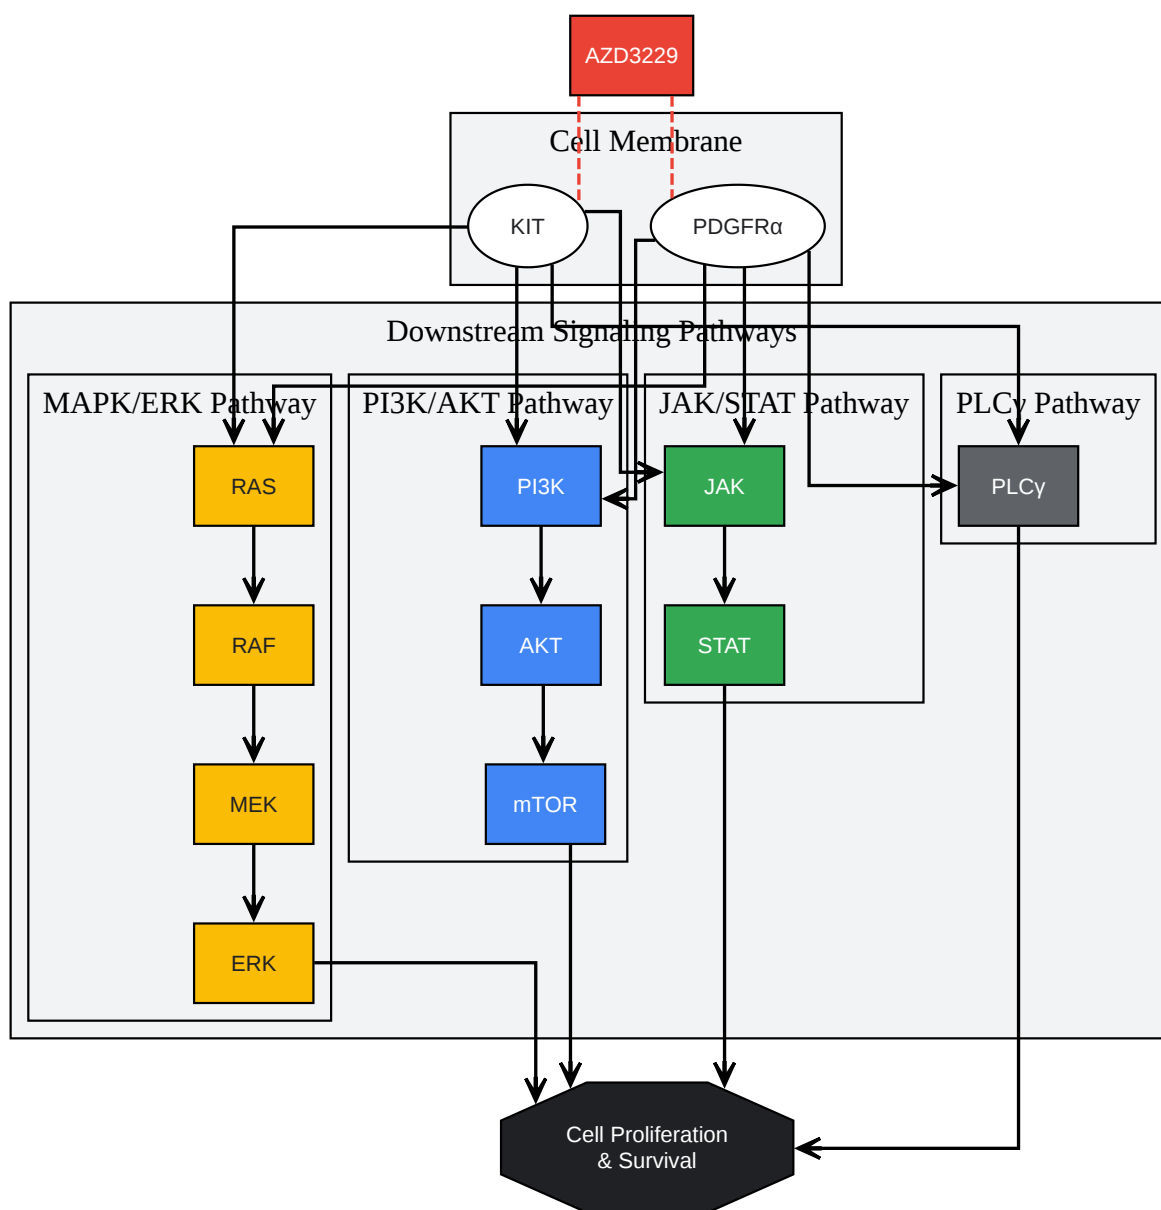 AZD3229
Cell Membrane
KIT
PDGFRα
Downstream Signaling Pathways
MAPK/ERK Pathway
PI3K/AKT Pathway
JAK/STAT Pathway
PLCγ Pathway
RAS
PI3K
JAK
PLCγ
RAF
AKT
STAT
MEK
mTOR
ERK
Cell Proliferation
& Survival